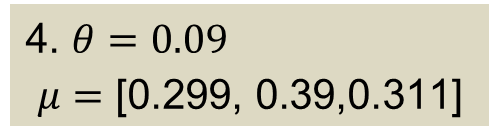 4. 𝜃 = 0.09
𝜇 = [0.299, 0.39,0.311]